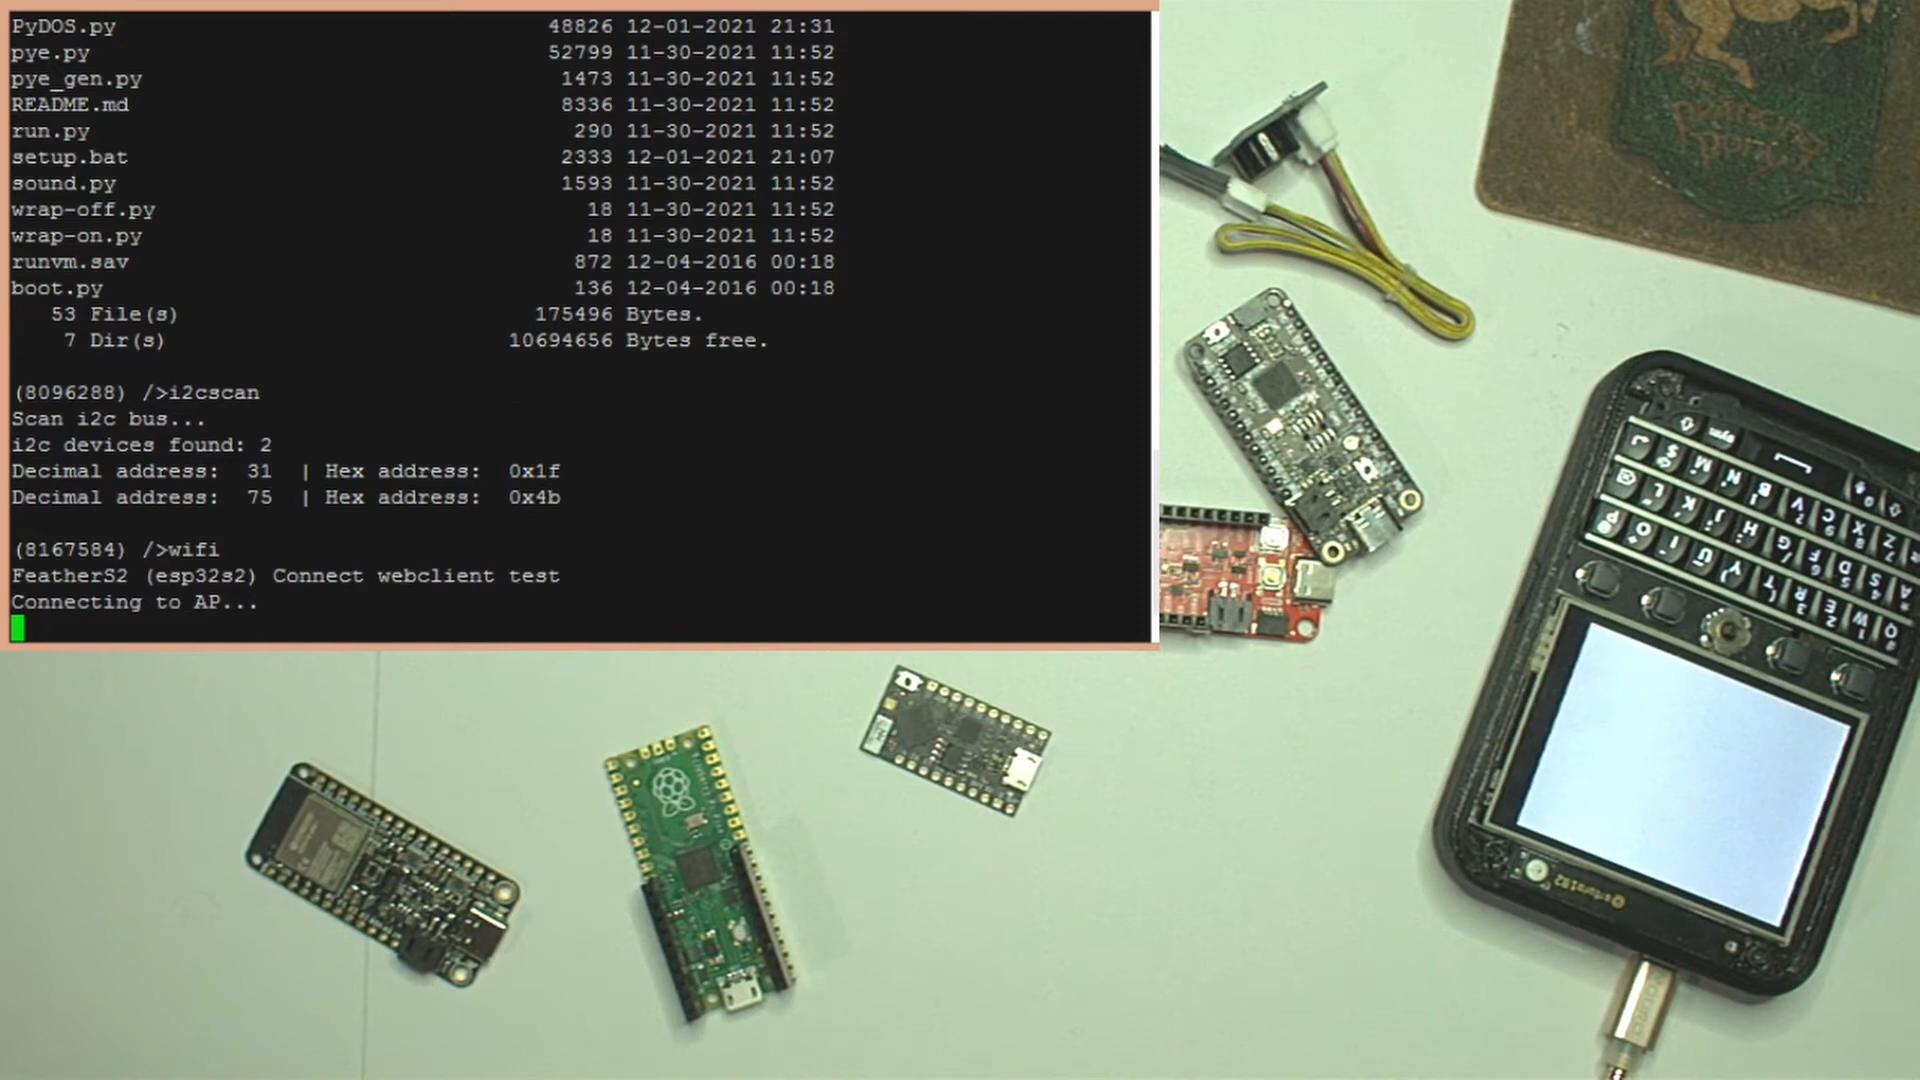 PyDOS.py 48826 12-01-2021 21:31
pye.py 52799 11-30-2021 11:52
pye_gen.py 1473 11-30-2021 11:52
README.md 8336 11-30-2021 11:52
run.py 290 11-30-2021 11:52
setup.bat 2333 12-01-2021 21:07
sound.py 1593 11-30-2021 11:52
wrap-off.py 18 11-30-2021 11:52
wrap-on.py 18 11-30-2021 11:52
runvm.sav 872 12-04-2016 00:18
boot.py 136 12-04-2016 00:18
53 File(s) 175496 Bytes.
7 Dir(s) 10694656 Bytes free.
(8096288) />i2cscan
Scan i2c bus...
i2c devices found: 2
Decimal address: 31 | Hex address: 0x1f
Decimal address: 75 | Hex address: 0x4b
(8167584) />wifi
FeatherS2 (esp32s2) Connect webclient test
Connecting to AP...
Prancing
Pony
sym
$ M N B V C X Z
L K J H G F D S A
P O I U Y T R E W Q